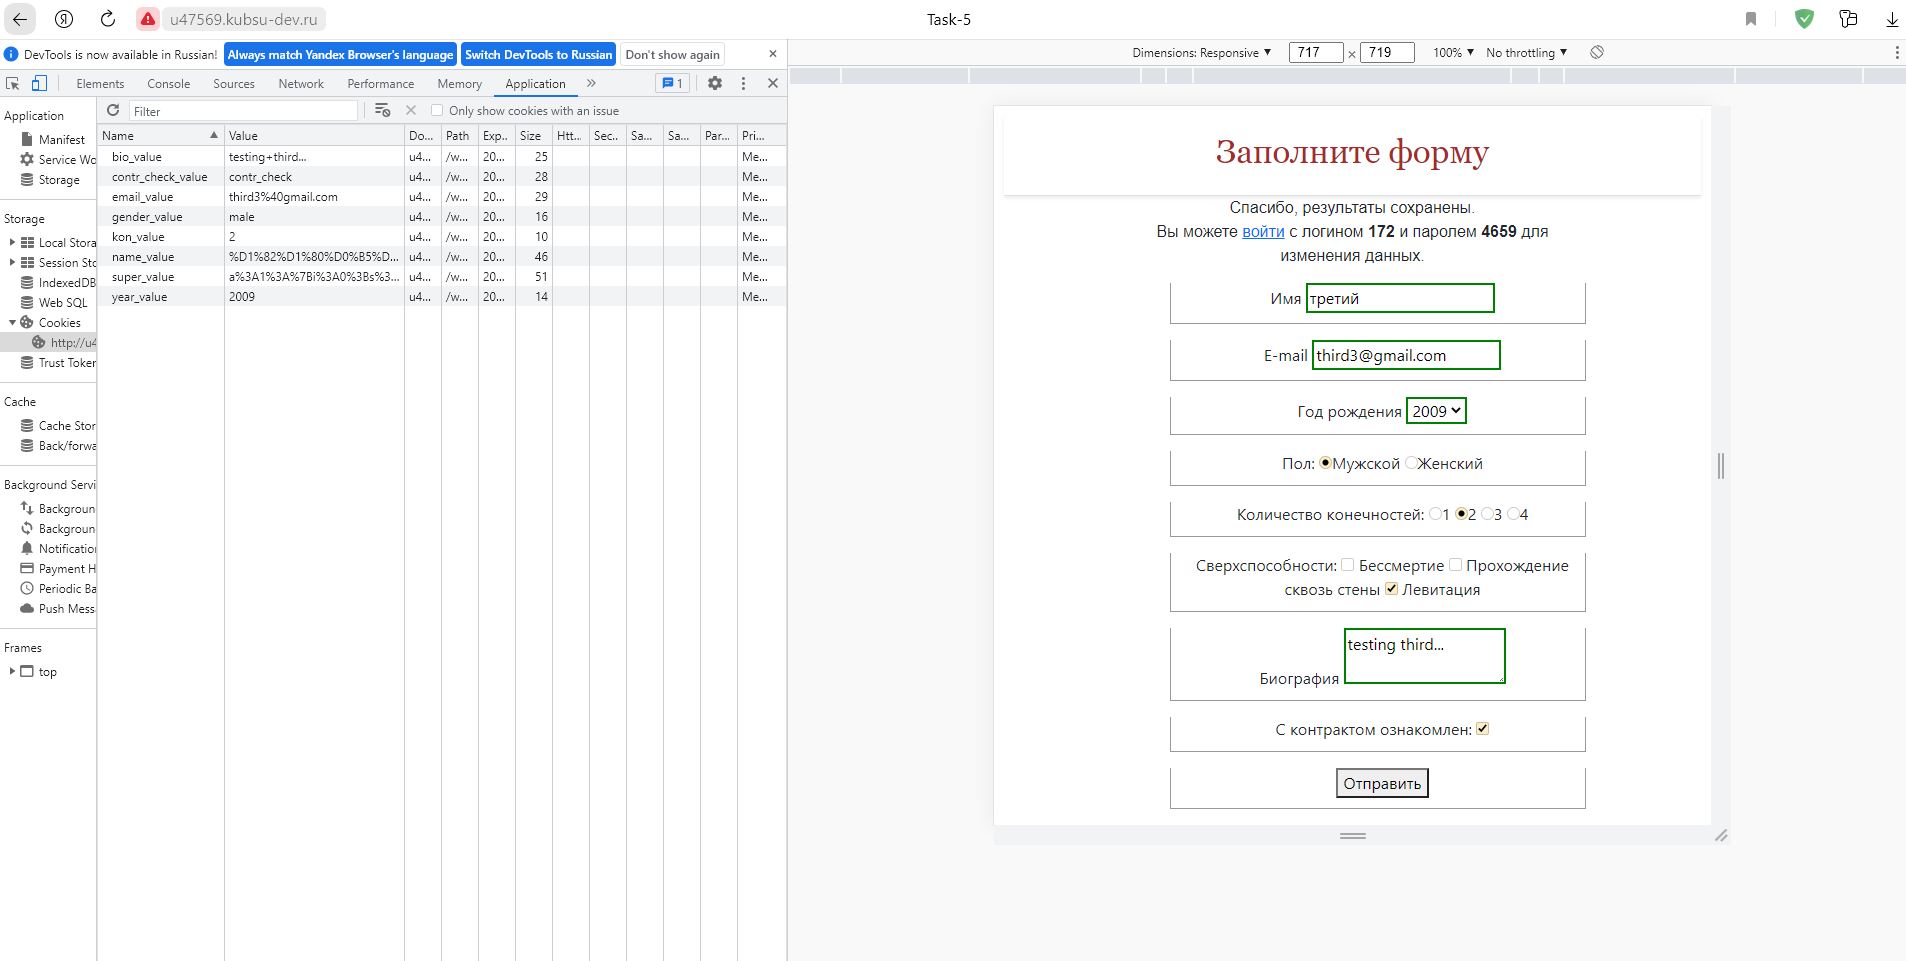 u47569.kubsu-dev.ru
Task-5
DevTools is now available in Russian! Always match Yandex Browser's language Switch DevTools to Russian Don't show again
Dimensions: Responsive 717 × 719 100% No throttling
Elements Console Sources Network Performance Memory Application » 1
Application
Manifest
Service Wo
Storage
Storage
Local Stora
Session Sto
IndexedDB
Web SQL
Cookies
http://u4
Trust Token
Cache
Cache Stor
Back/forwa
Background Servi
Backgroun
Backgroun
Notificatio
Payment H
Periodic Ba
Push Mess
Frames
top
Filter Only show cookies with an issue
Name Value Do... Path Exp.. Size Htt... Sec... Sa... Sa... Par... Pri...
bio_value testing+third... u4... /w... 20... 25 Me...
contr_check_value contr_check u4... /w... 20... 28 Me...
email_value third3%40gmail.com u4... /w... 20... 29 Me...
gender_value male u4... /w... 20... 16 Me...
kon_value 2 u4... /w... 20... 10 Me...
name_value %D1%82%D1%80%D0%B5%D... u4... /w... 20... 46 Me...
super_value a%3A1%3A%7Bi%3A0%3Bs%3... u4... /w... 20... 51 Me...
year_value 2009 u4... /w... 20... 14 Me...
Заполните форму
Спасибо, результаты сохранены.
Вы можете войти с логином 172 и паролем 4659 для
изменения данных.
Имя третий
E-mail third3@gmail.com
Год рождения 2009
Пол: Мужской Женский
Количество конечностей: 1 2 3 4
Сверхспособности: Бессмертие Прохождение
сквозь стены Левитация
testing third...
Биография
С контрактом ознакомлен:
Отправить